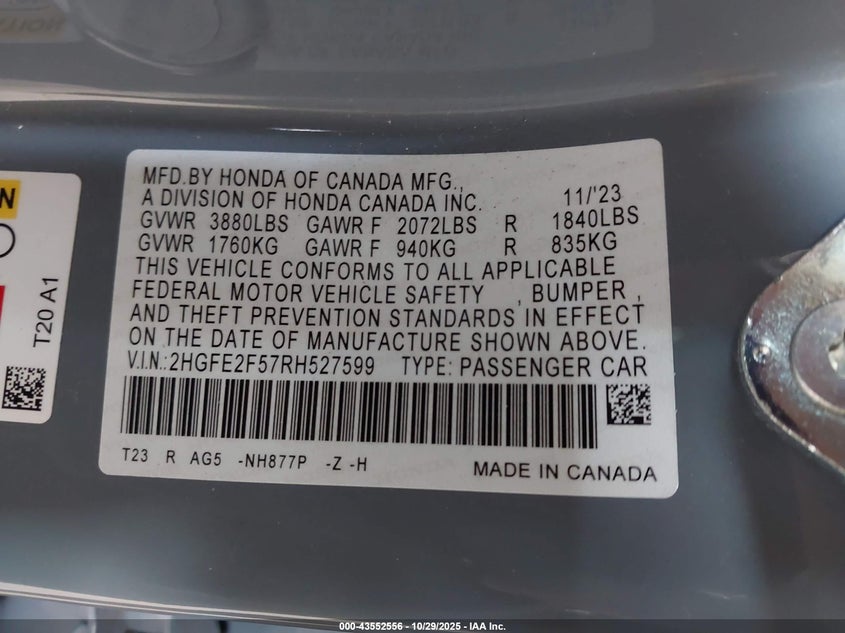 MFD.BY HONDA OF CANADA MFG.,
A DIVISION OF HONDA CANADA INC. 11/'23
GVWR 3880LBS GAWR F 2072LBS R 1840LBS
GVWR 1760KG GAWR F 940KG R 835KG
THIS VEHICLE CONFORMS TO ALL APPLICABLE
FEDERAL MOTOR VEHICLE SAFETY , BUMPER ,
AND THEFT PREVENTION STANDARDS IN EFFECT
ON THE DATE OF MANUFACTURE SHOWN ABOVE.
V.I.N.:2HGFE2F57RH527599 TYPE: PASSENGER CAR
T23 R AG5 -NH877P -Z -H
MADE IN CANADA
N
T20 A1
000-43552556 - 10/29/2025 - IAA Inc.